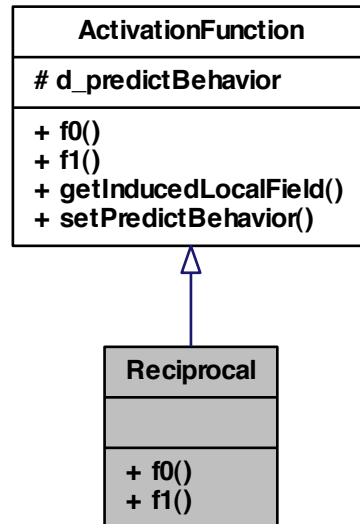 ActivationFunction
# d_predictBehavior
+ f0()
+ f1()
+ getInducedLocalField()
+ setPredictBehavior()
Reciprocal
+ f0()
+ f1()